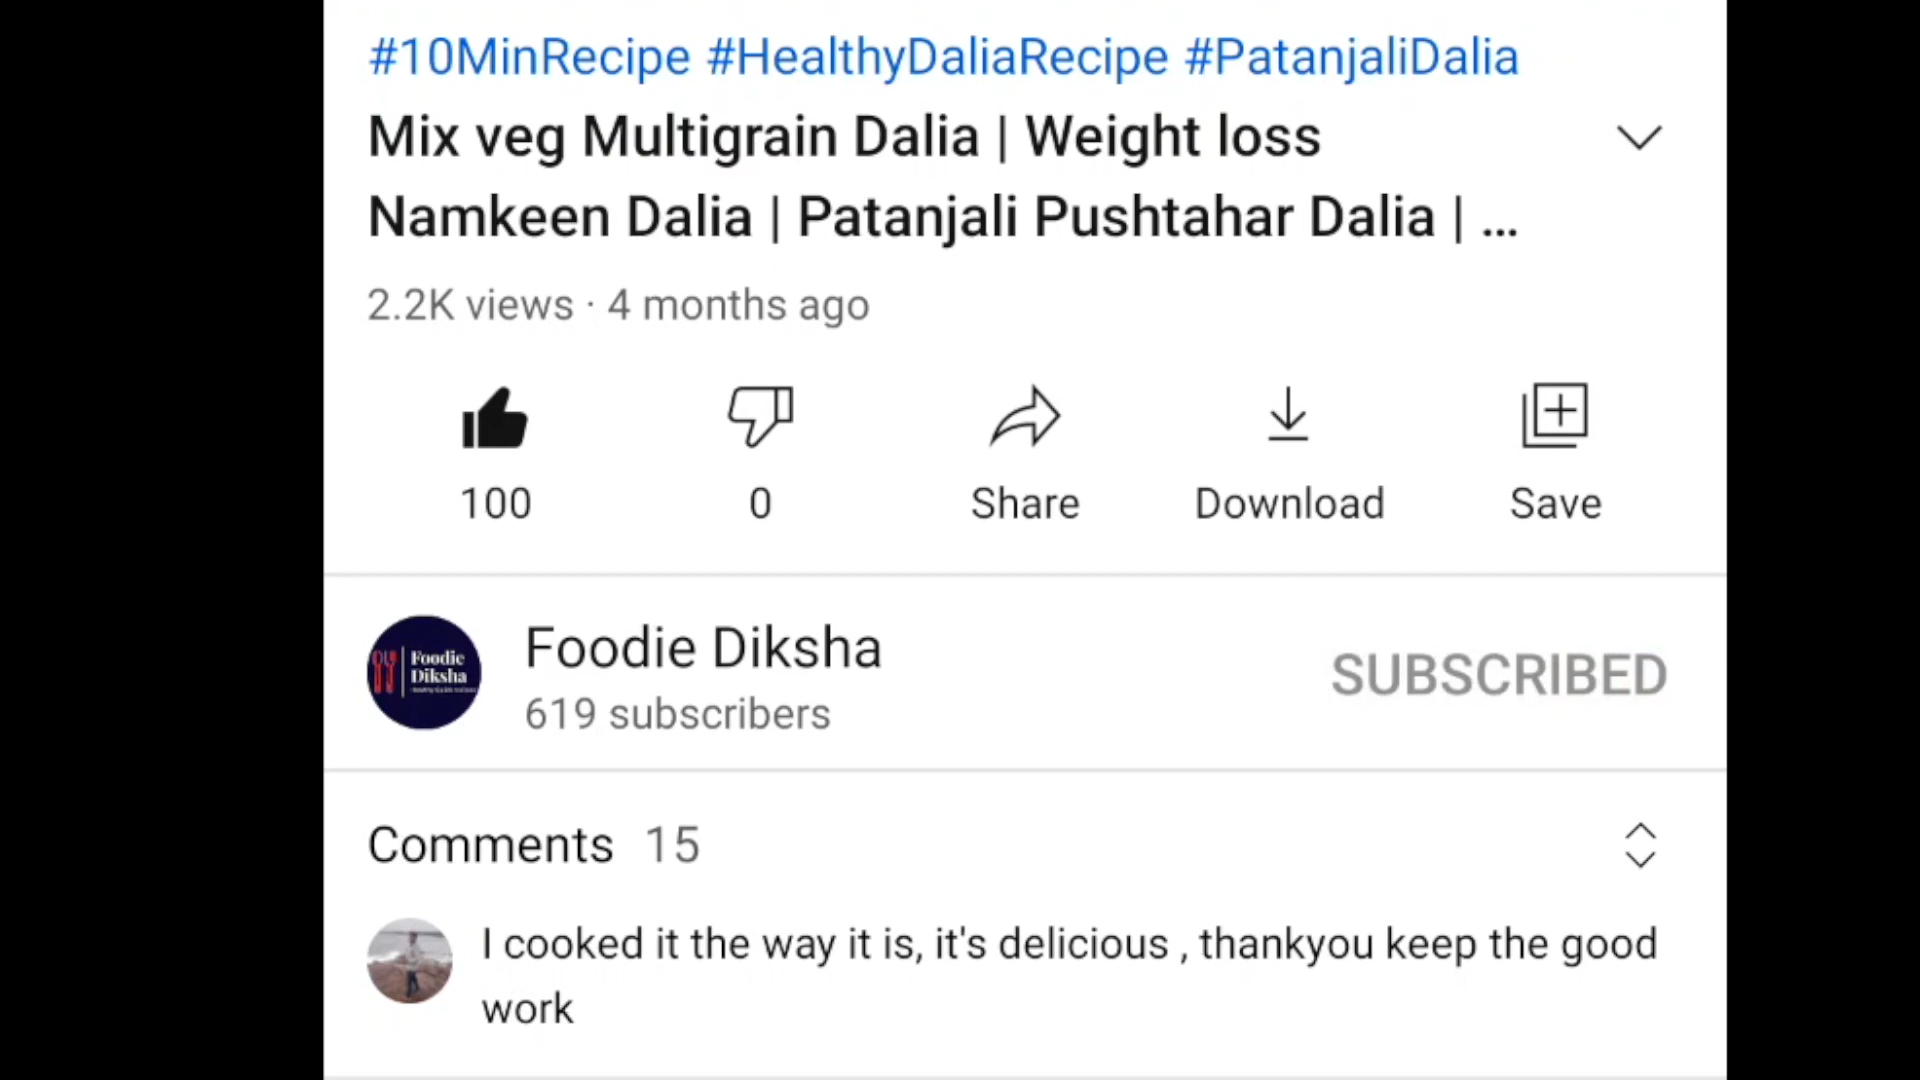 #10MinRecipe #HealthyDaliaRecipe #PatanjaliDalia
Mix veg Multigrain Dalia | Weight loss
Namkeen Dalia | Patanjali Pushtahar Dalia | ...
2.2K views · 4 months ago
100 0 Share Download Save
Foodie
Diksha
Foodie Diksha
619 subscribers
SUBSCRIBED
Comments 15
I cooked it the way it is, it's delicious , thankyou keep the good
work